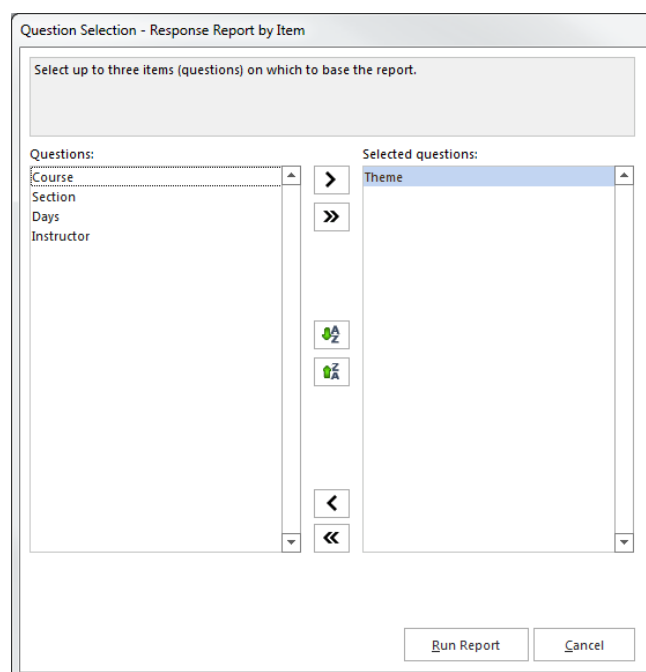 Question Selection - Response Report by Item
Select up to three items (questions) on which to base the report.
Questions:
Selected questions:
Course
Section
Days
Instructor
Theme
A
Z
Z
A
Run Report
Cancel